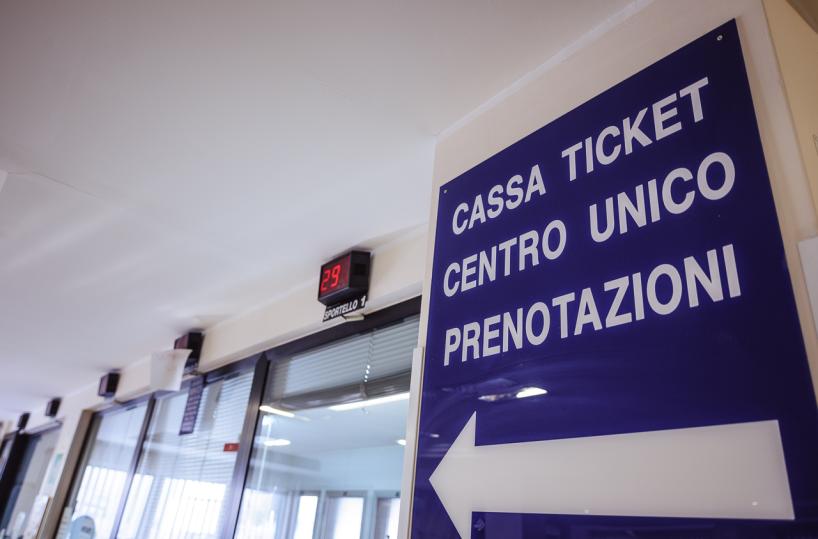 CASSA TICKET
CENTRO UNICO
PRENOTAZIONI
29
SPORTELLO 1